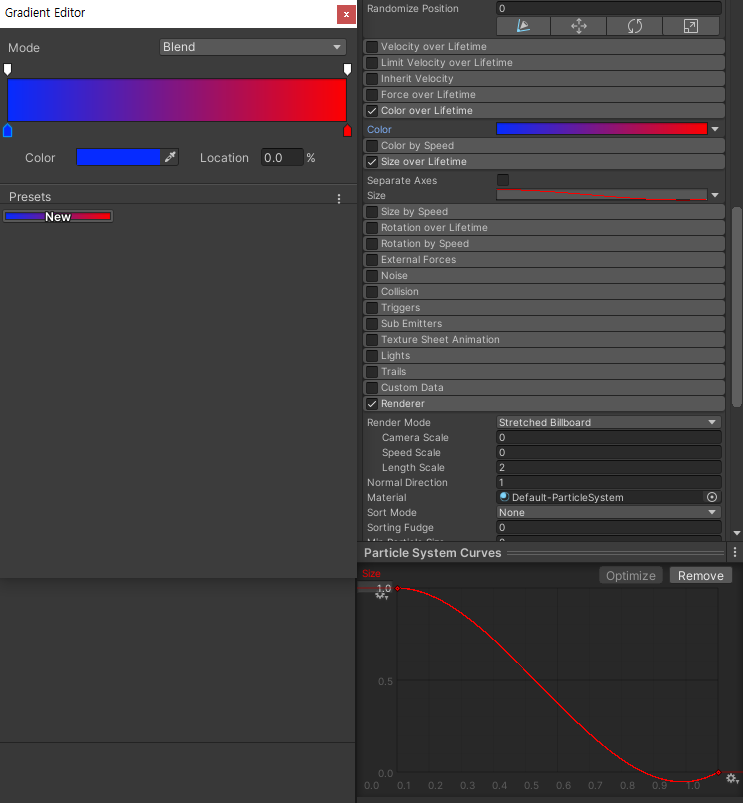 Gradient Editor
x
Mode
Blend
Color
Location
0.0
%
Presets
New
Randomize Position
0
Velocity over Lifetime
Limit Velocity over Lifetime
Inherit Velocity
Force over Lifetime
Color over Lifetime
Color
Color by Speed
Size over Lifetime
Separate Axes
Size
Size by Speed
Rotation over Lifetime
Rotation by Speed
External Forces
Noise
Collision
Triggers
Sub Emitters
Texture Sheet Animation
Lights
Trails
Custom Data
Renderer
Render Mode
Stretched Billboard
Camera Scale
0
Speed Scale
0
Length Scale
2
Normal Direction
1
Material
Default-ParticleSystem
Sort Mode
None
Sorting Fudge
0
Particle System Curves
Size
Optimize
Remove
1.0
0.5
0.0
0.0 0.1 0.2 0.3 0.4 0.5 0.6 0.7 0.8 0.9 1.0